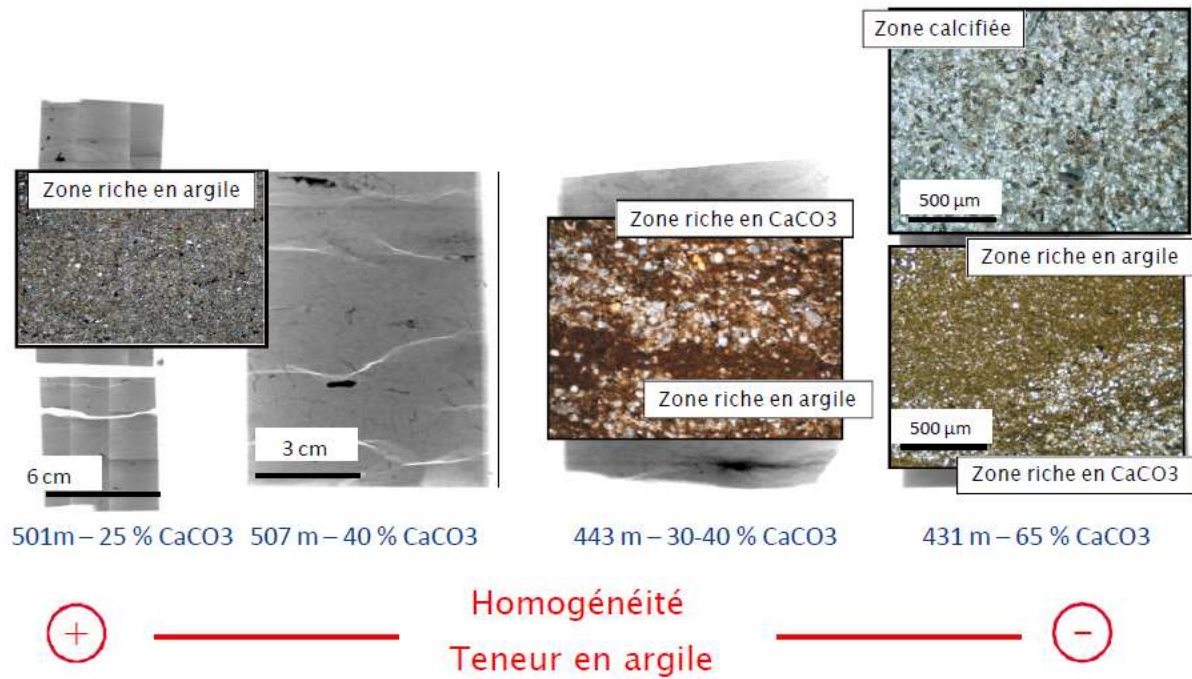 Zone calcifiée
500 µm
Zone riche en argile
Zone riche en CaCO3
Zone riche en argile
Zone riche en argile
500 µm
Zone riche en CaCO3
6 cm
3 cm
501m – 25 % CaCO3
507 m – 40 % CaCO3
443 m – 30-40 % CaCO3
431 m – 65 % CaCO3
+
Homogénéité
Teneur en argile
-